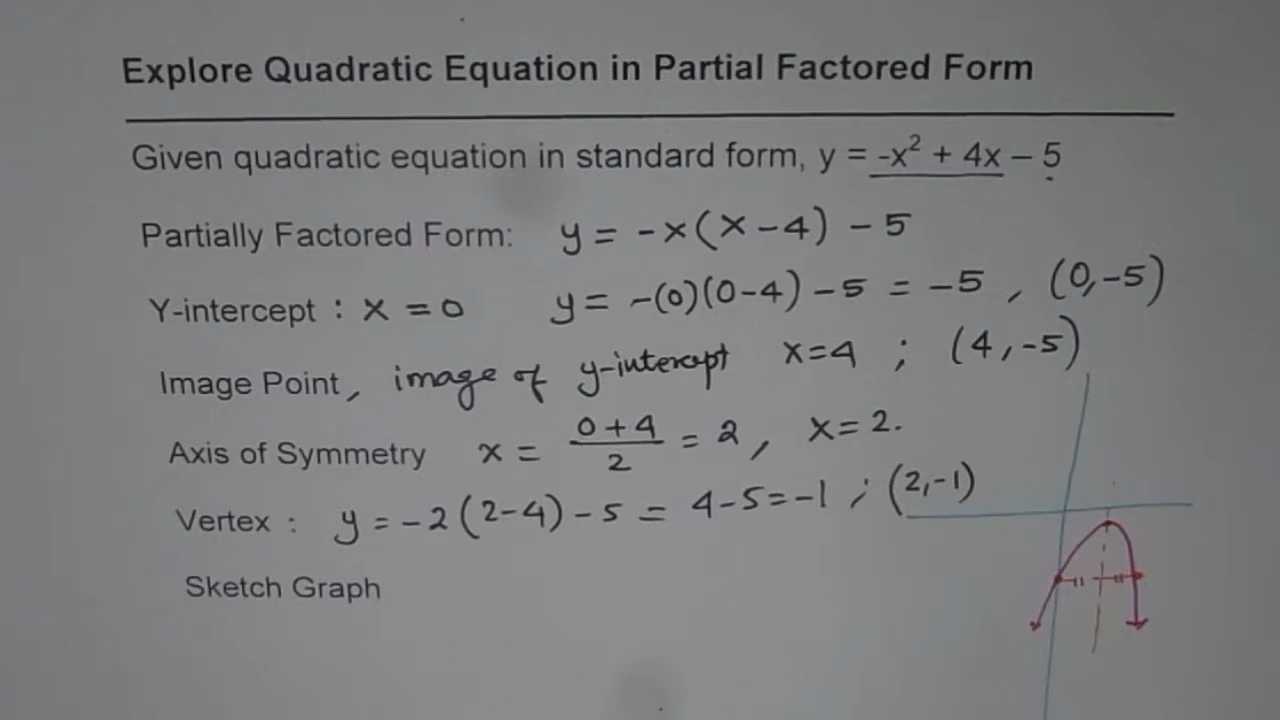 Explore Quadratic Equation in Partial Factored Form
Given quadratic equation in standard form, y = -x² + 4x – 5
Partially Factored Form: y = -x(x-4) - 5
Y-intercept : x = 0 y = -(0)(0-4)-5 = -5 , (0,-5)
Image Point, image of y-intercept x=4 ; (4,-5)
Axis of Symmetry x = (0+4)/2 = 2, x=2.
Vertex : y = -2(2-4)-5 = 4-5=-1 ; (2,-1)
Sketch Graph